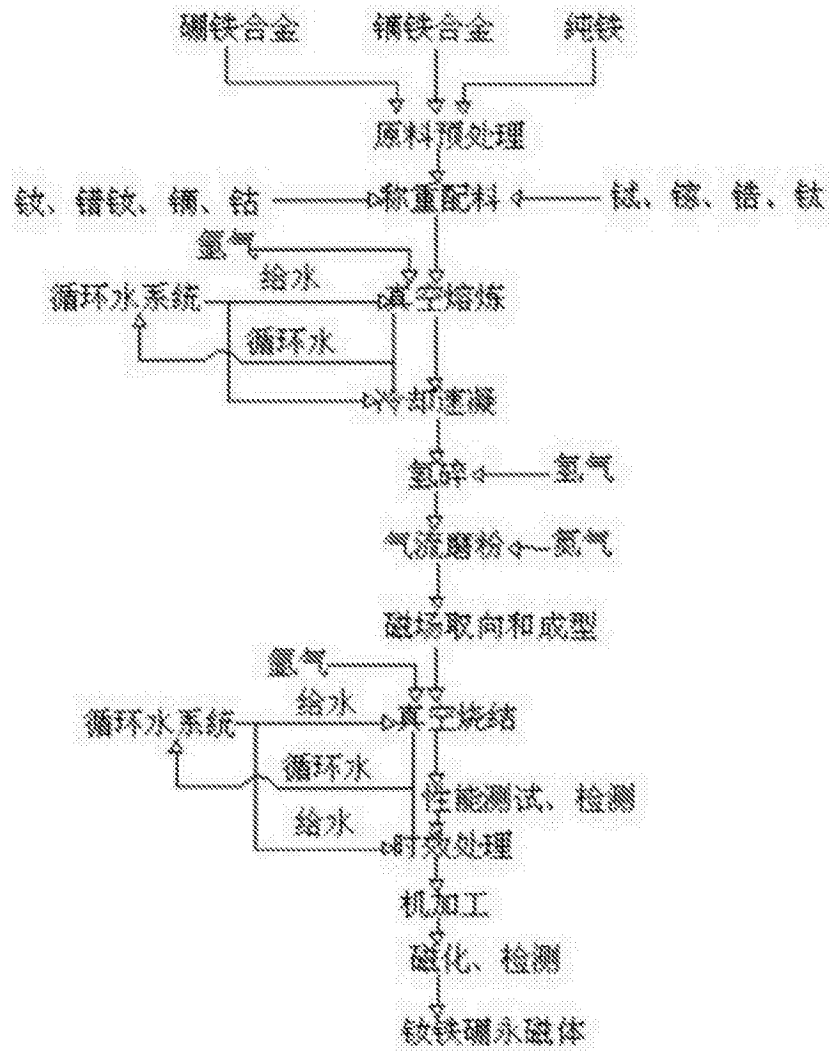 硼铁合金 镝铁合金 纯铁
原料预处理
钕、镨钕、镝、钴 称重配料 铽、镓、锆、钛
氩气
给水
循环水系统 真空熔炼
循环水
冷却速凝
氢碎 氢气
气流磨粉 氮气
磁场取向和成型
氩气
给水
循环水系统 真空烧结
循环水
性能测试、检测
给水
时效处理
机加工
磁化、检测
钕铁硼永磁体